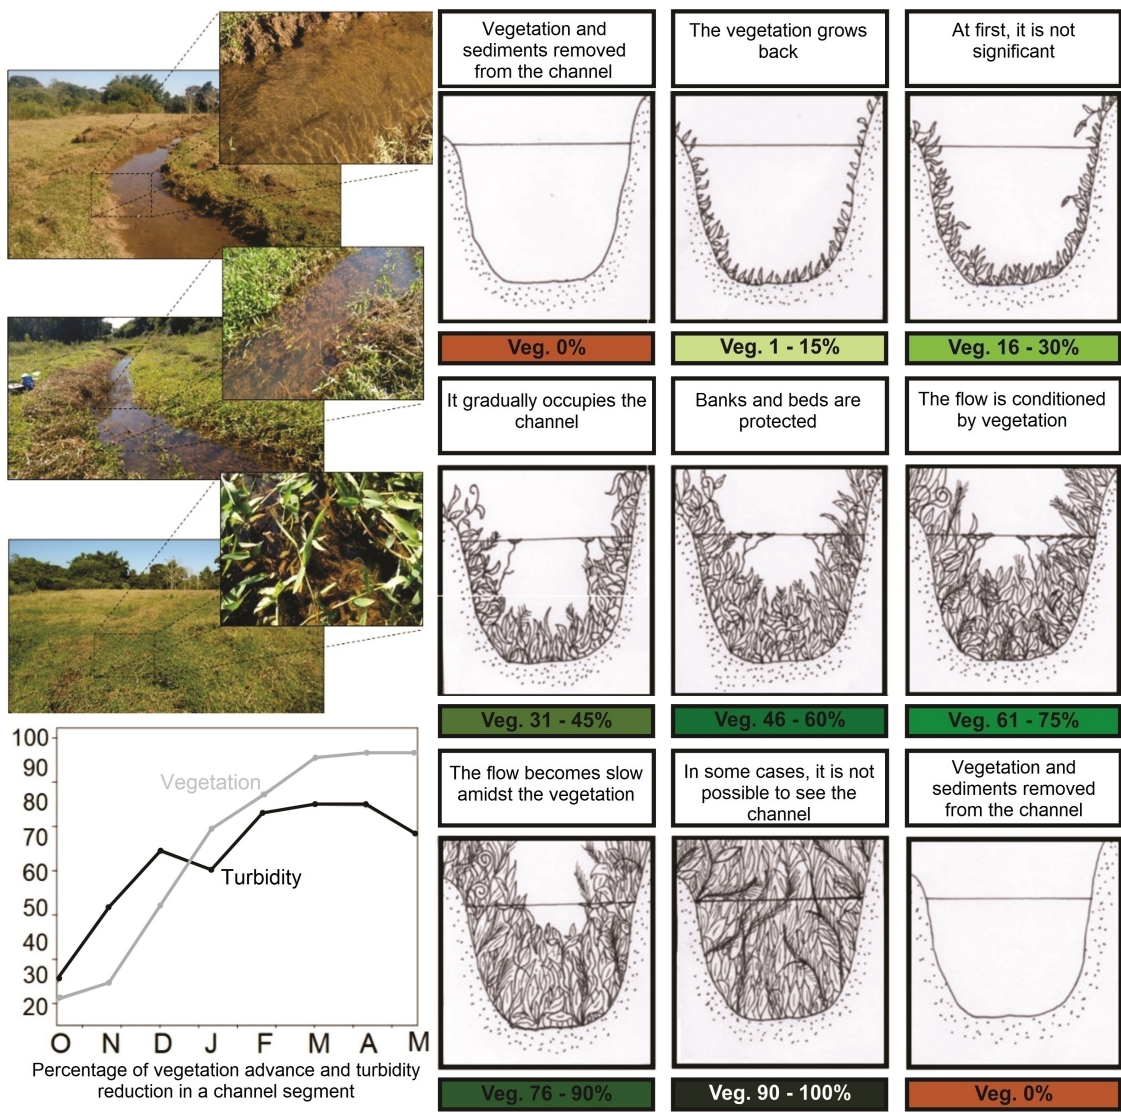 Vegetation and
sediments removed
from the channel
The vegetation grows
back
At first, it is not
significant
Veg. 0%
Veg. 1 - 15%
Veg. 16 - 30%
It gradually occupies the
channel
Banks and beds are
protected
The flow is conditioned
by vegetation
Veg. 31 - 45%
Veg. 46 - 60%
Veg. 61 - 75%
The flow becomes slow
amidst the vegetation
In some cases, it is not
possible to see the
channel
Vegetation and
sediments removed
from the channel
Veg. 76 - 90%
Veg. 90 - 100%
Veg. 0%
100
90
80
70
60
50
40
30
20
Vegetation
Turbidity
O N D J F M A M
Percentage of vegetation advance and turbidity
reduction in a channel segment